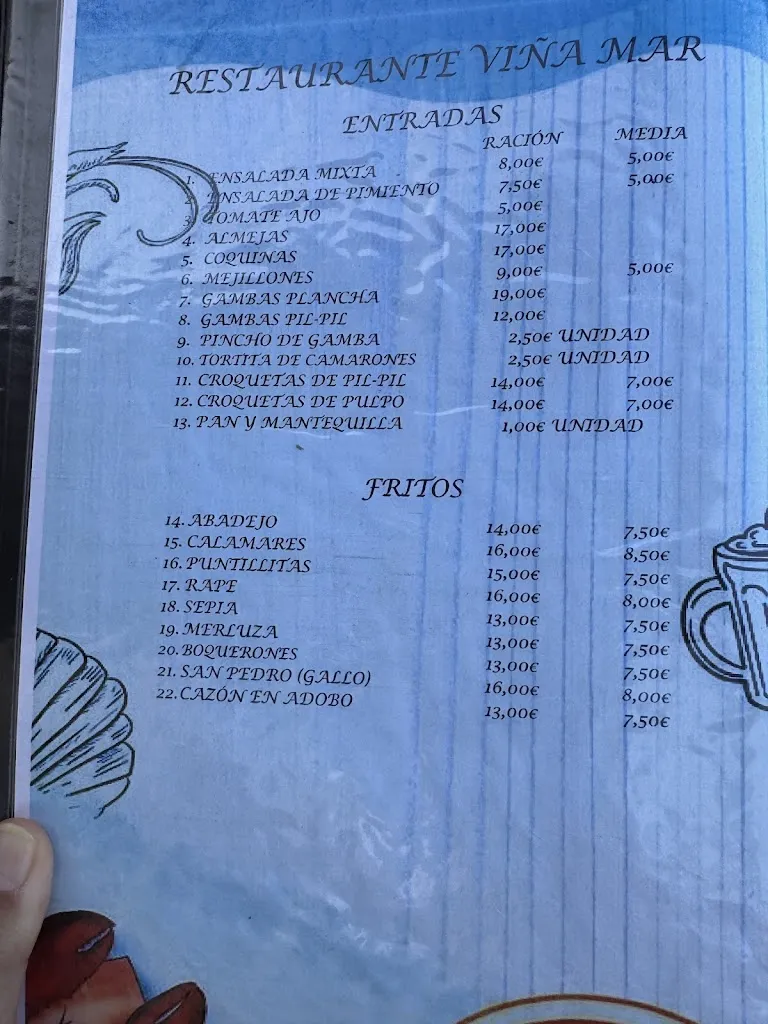 RESTAURANTE VIÑA MAR
ENTRADAS
RACIÓN MEDIA
1. ENSALADA MIXTA 8,00€ 5,00€
2. ENSALADA DE PIMIENTO 7,50€ 5,00€
3. TOMATE AJO 5,00€
4. ALMEJAS 17,00€
5. COQUINAS 17,00€
6. MEJILLONES 9,00€ 5,00€
7. GAMBAS PLANCHA 19,00€
8. GAMBAS PIL-PIL 12,00€
9. PINCHO DE GAMBA 2,50€ UNIDAD
10. TORTITA DE CAMARONES 2,50€ UNIDAD
11. CROQUETAS DE PIL-PIL 14,00€ 7,00€
12. CROQUETAS DE PULPO 14,00€ 7,00€
13. PAN Y MANTEQUILLA 1,00€ UNIDAD
FRITOS
14. ABADEJO 14,00€ 7,50€
15. CALAMARES 16,00€ 8,50€
16. PUNTILLITAS 15,00€ 7,50€
17. RAPE 16,00€ 8,00€
18. SEPIA 13,00€ 7,50€
19. MERLUZA 13,00€ 7,50€
20. BOQUERONES 13,00€ 7,50€
21. SAN PEDRO (GALLO) 16,00€ 8,00€
22. CAZÓN EN ADOBO 13,00€ 7,50€